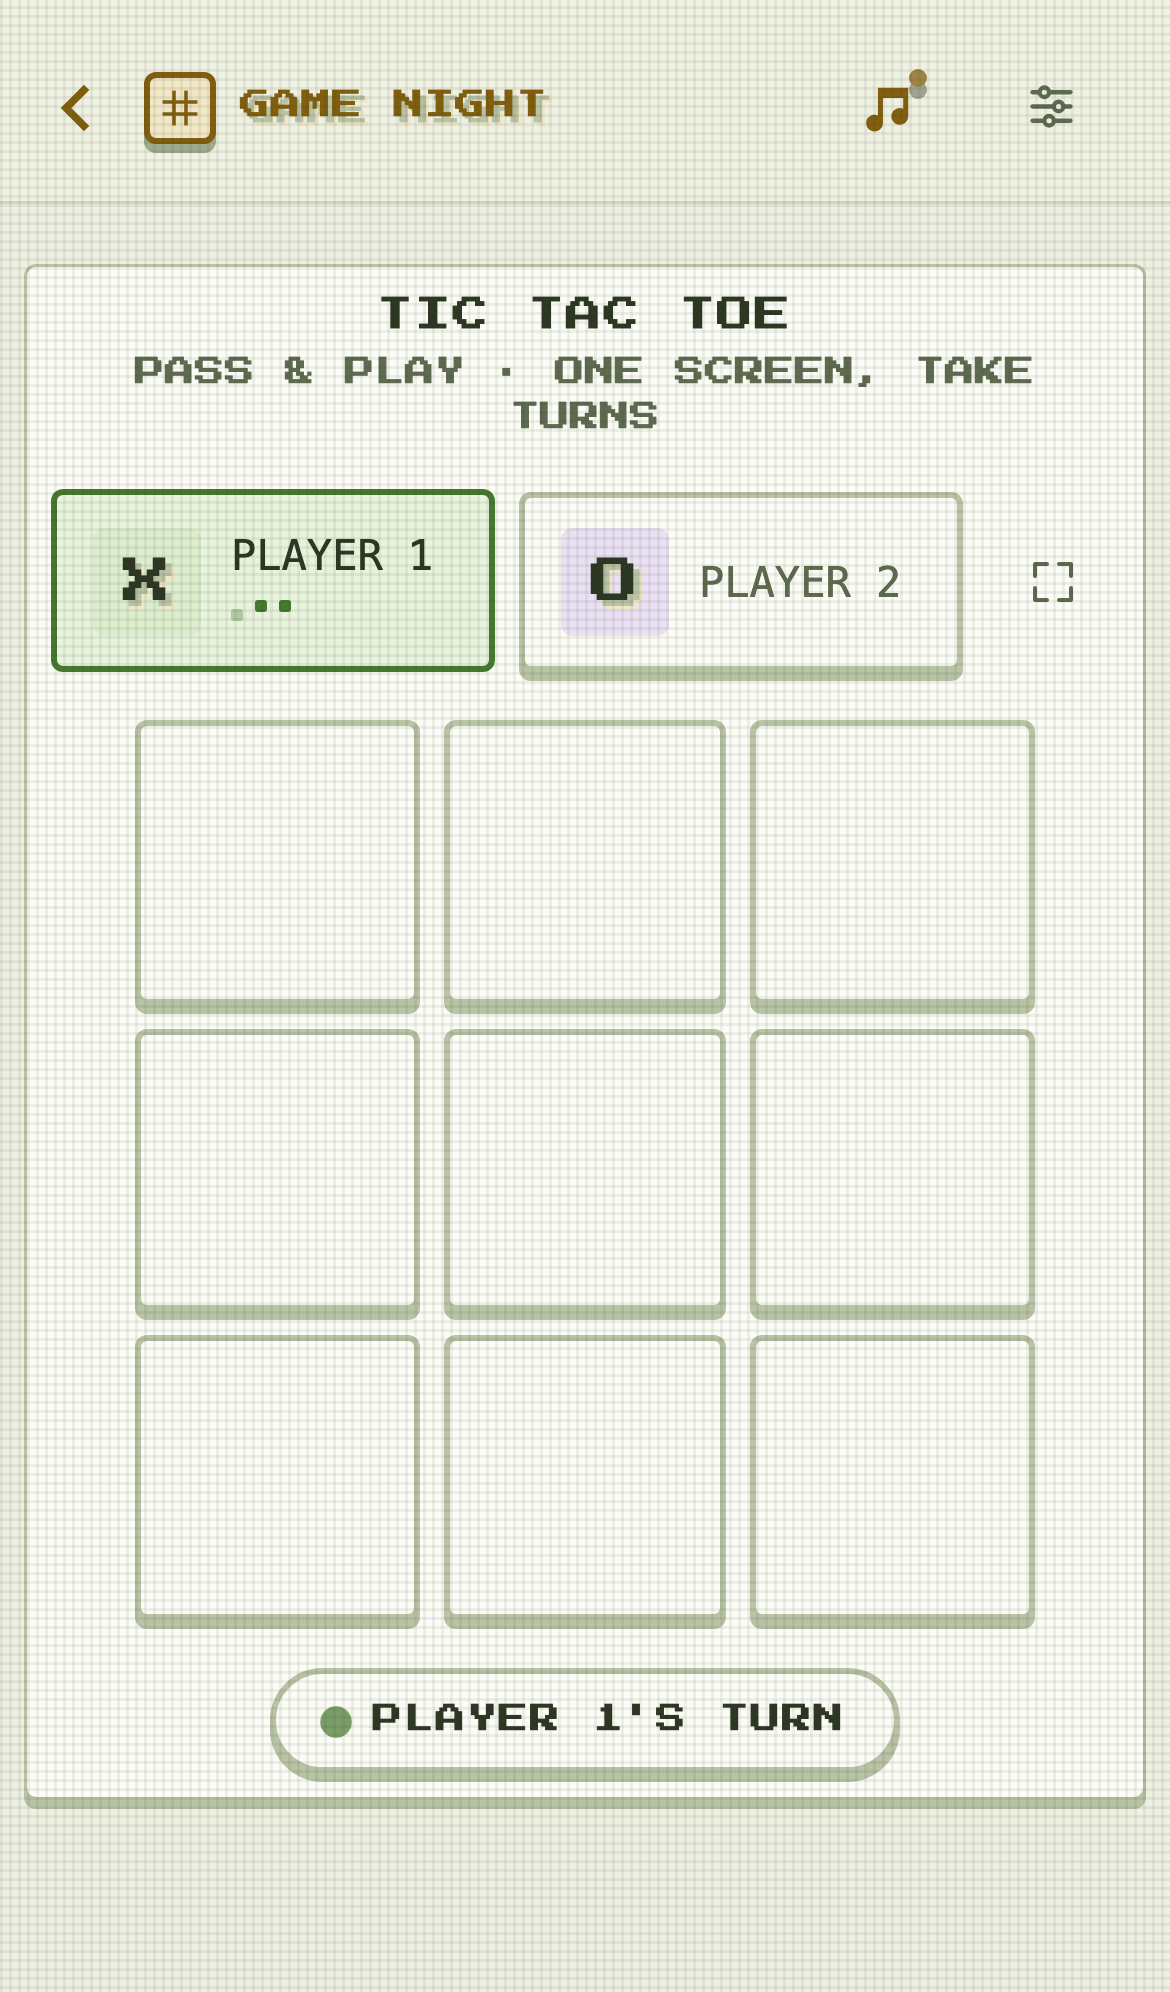 GAME NIGHT
TIC TAC TOE
PASS & PLAY · ONE SCREEN, TAKE
TURNS
X PLAYER 1
O PLAYER 2
PLAYER 1'S TURN